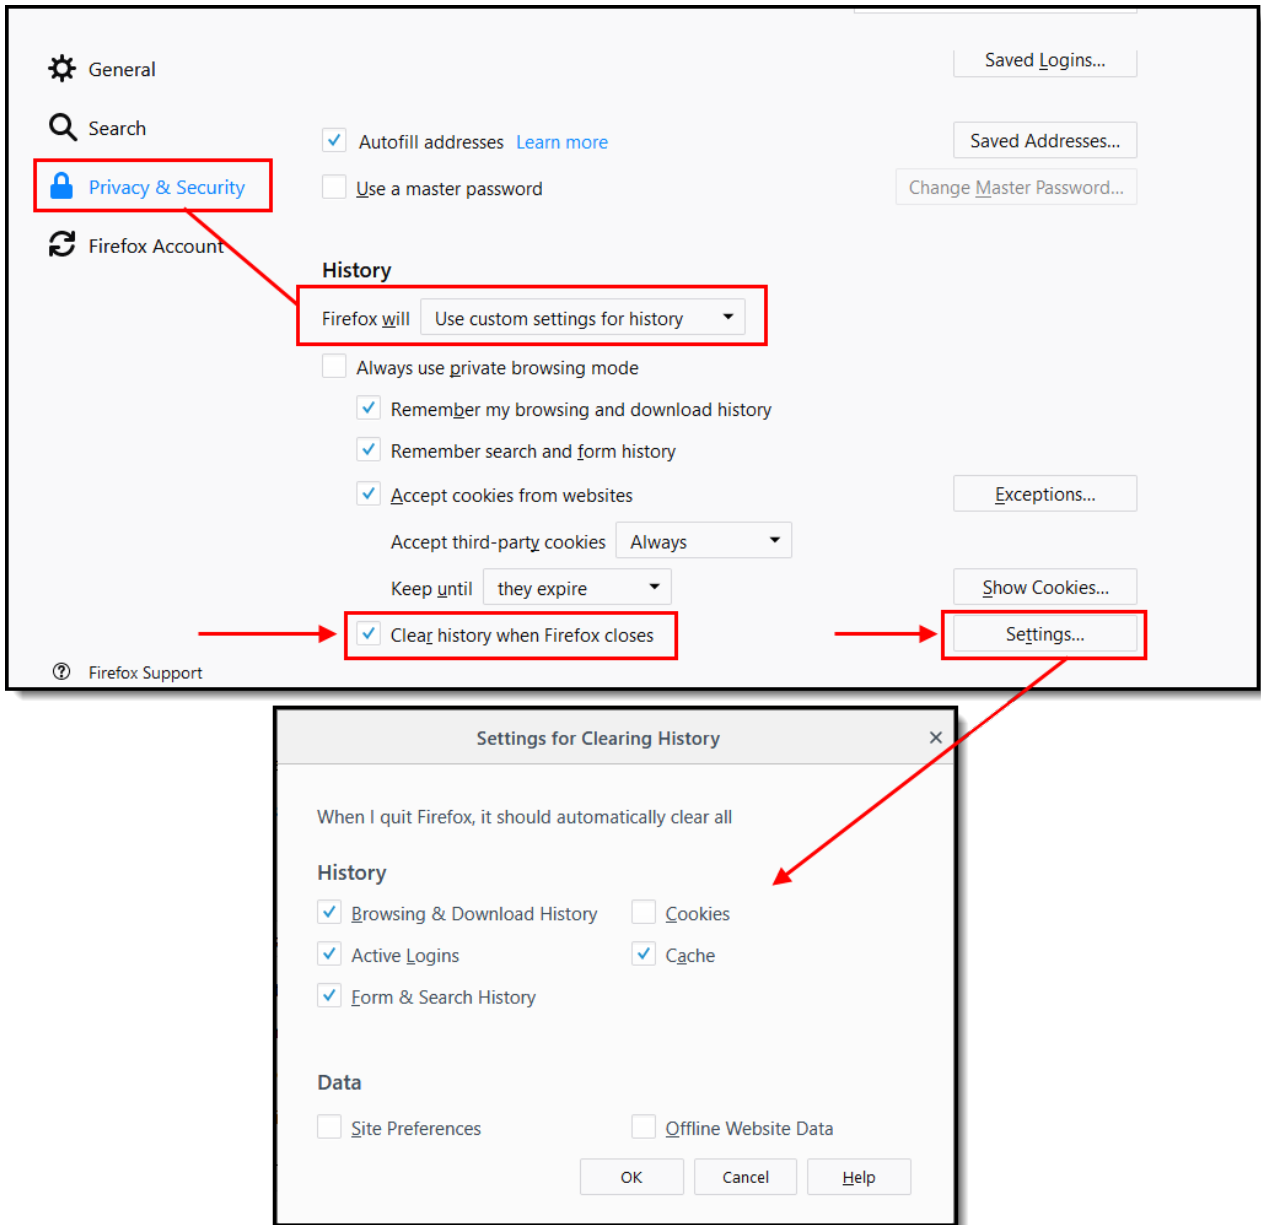 Saved Logins...
General
Search
Autofill addresses Learn more Saved Addresses...
Privacy & Security
Use a master password Change Master Password...
Firefox Account
History
Firefox will Use custom settings for history
Always use private browsing mode
Remember my browsing and download history
Remember search and form history
Accept cookies from websites Exceptions...
Accept third-party cookies Always
Keep until they expire Show Cookies...
Clear history when Firefox closes Settings...
Firefox Support
Settings for Clearing History
When I quit Firefox, it should automatically clear all
History
Browsing & Download History Cookies
Active Logins Cache
Form & Search History
Data
Site Preferences Offline Website Data
OK Cancel Help